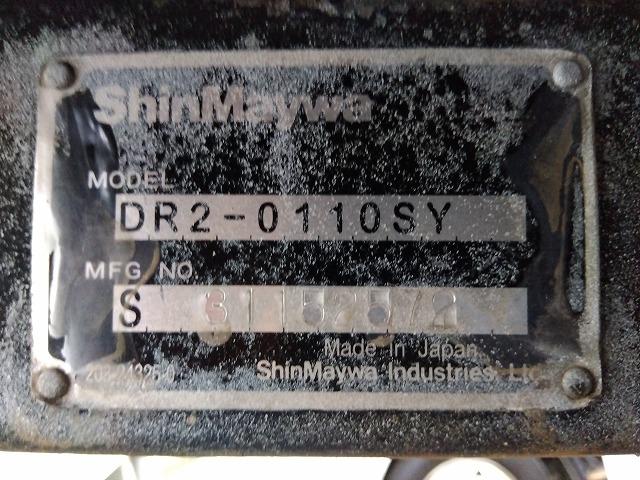 ShinMaywa
MODEL
DR2-0110SY
MFG NO.
S
Made in Japan
ShinMaywa Industries, Ltd.